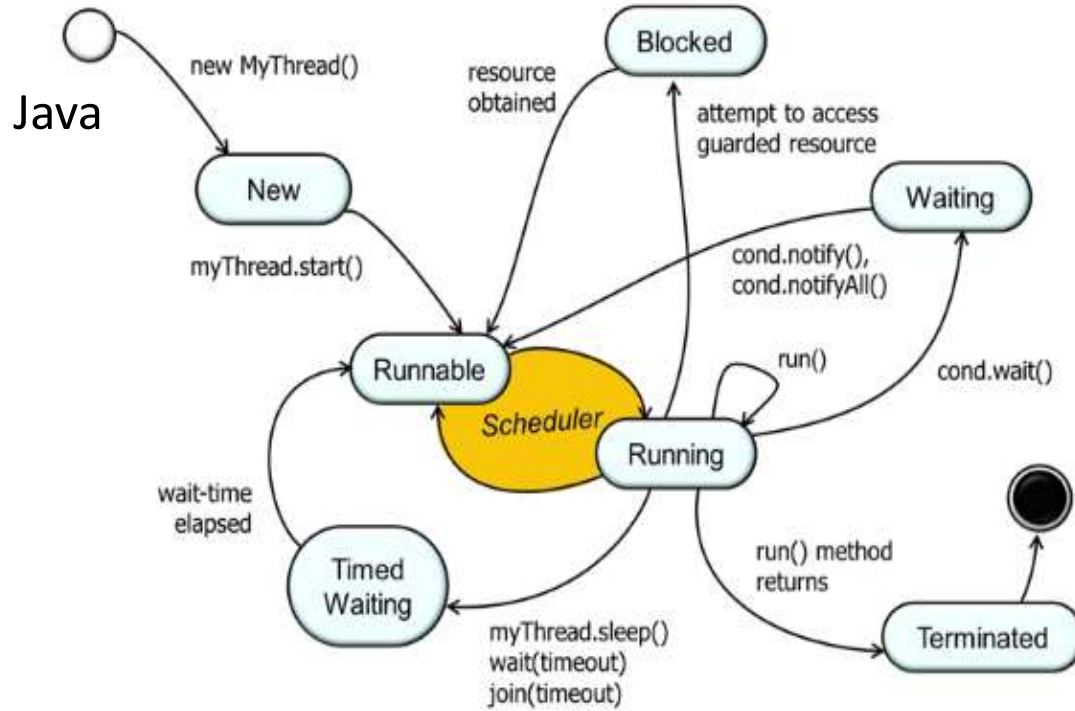 Java
new MyThread()
New
myThread.start()
resource
obtained
Blocked
attempt to access
guarded resource
Waiting
cond.notify(),
cond.notifyAll()
cond.wait()
Runnable
Scheduler
run()
Running
wait-time
elapsed
Timed
Waiting
myThread.sleep()
wait(timeout)
join(timeout)
run() method
returns
Terminated